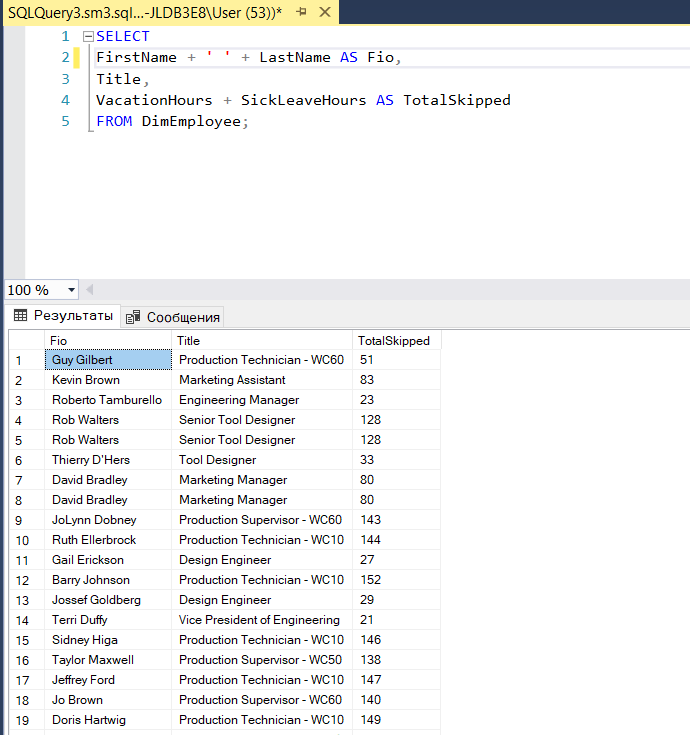 SQLQuery3.sm3.sql...-JLDB3E8\User (53))*
1 SELECT
2 FirstName + ' ' + LastName AS Fio,
3 Title,
4 VacationHours + SickLeaveHours AS TotalSkipped
5 FROM DimEmployee;
100 %
Результаты Сообщения
Fio Title TotalSkipped
1 Guy Gilbert Production Technician - WC60 51
2 Kevin Brown Marketing Assistant 83
3 Roberto Tamburello Engineering Manager 23
4 Rob Walters Senior Tool Designer 128
5 Rob Walters Senior Tool Designer 128
6 Thierry D'Hers Tool Designer 33
7 David Bradley Marketing Manager 80
8 David Bradley Marketing Manager 80
9 JoLynn Dobney Production Supervisor - WC60 143
10 Ruth Ellerbrock Production Technician - WC10 144
11 Gail Erickson Design Engineer 27
12 Barry Johnson Production Technician - WC10 152
13 Jossef Goldberg Design Engineer 29
14 Terri Duffy Vice President of Engineering 21
15 Sidney Higa Production Technician - WC10 146
16 Taylor Maxwell Production Supervisor - WC50 138
17 Jeffrey Ford Production Technician - WC10 147
18 Jo Brown Production Supervisor - WC60 140
19 Doris Hartwig Production Technician - WC10 149